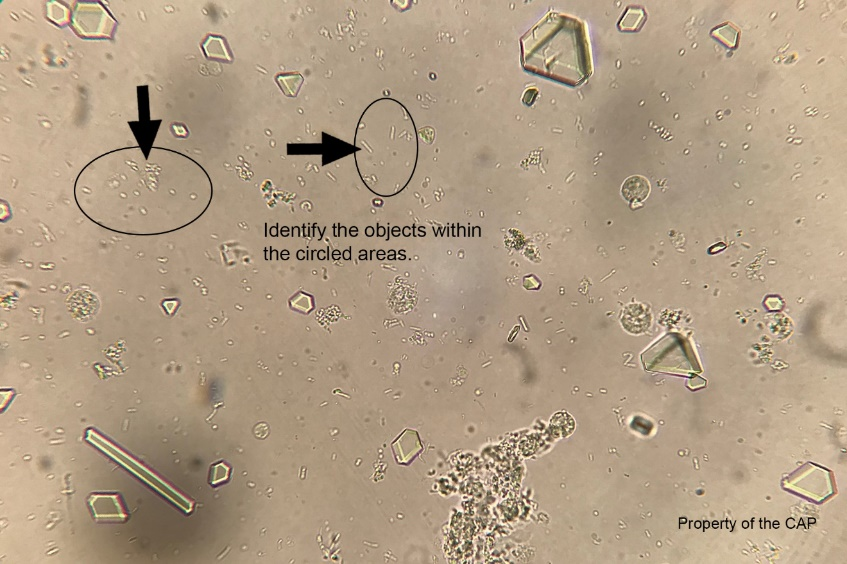 Identify the objects within
the circled areas.
Property of the CAP